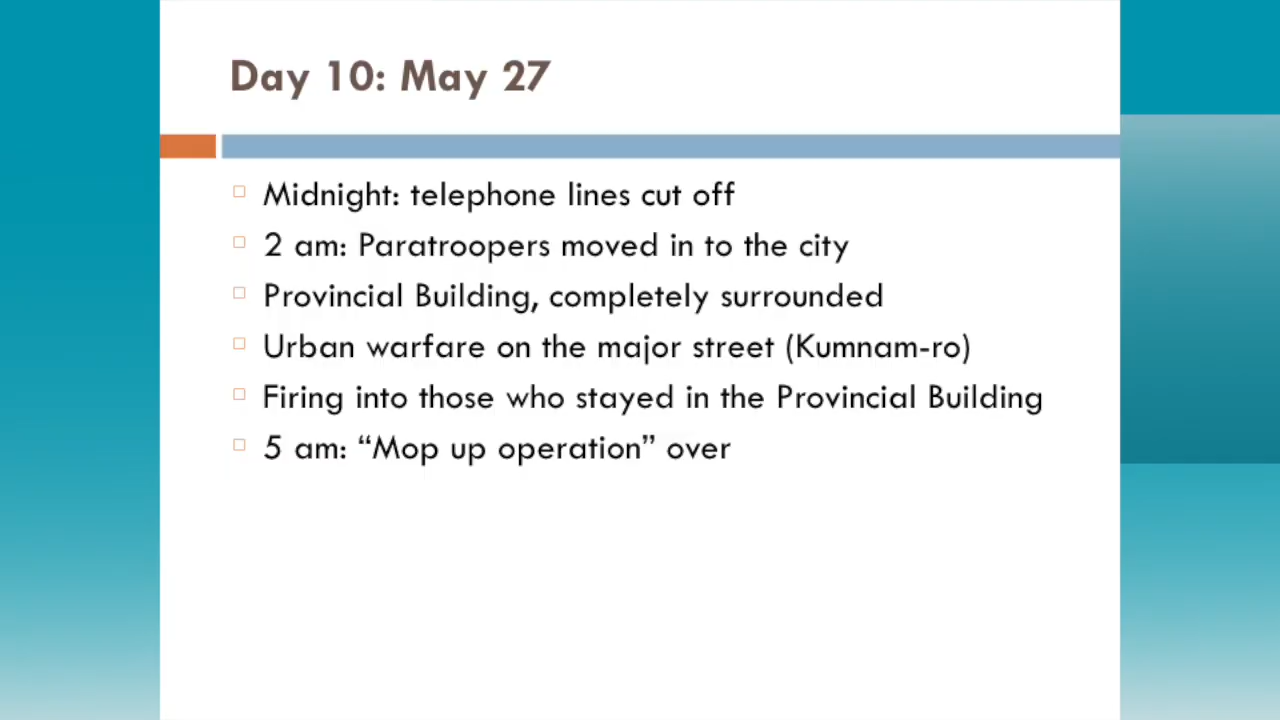 Day 10: May 27
Midnight: telephone lines cut off
2 am: Paratroopers moved in to the city
Provincial Building, completely surrounded
Urban warfare on the major street (Kumnam-ro)
Firing into those who stayed in the Provincial Building
5 am: “Mop up operation” over